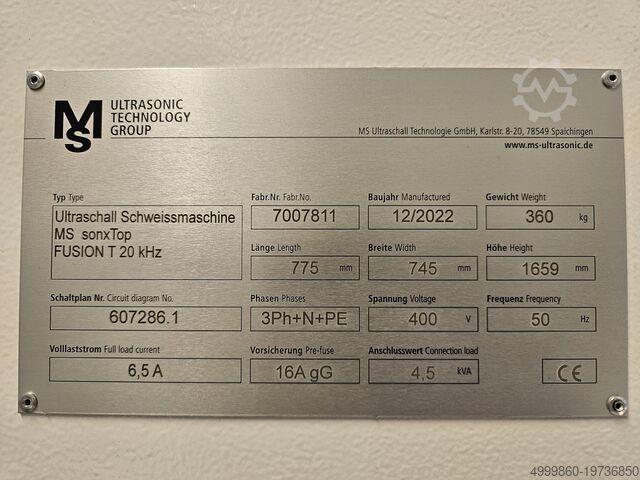 MS ULTRASONIC
TECHNOLOGY
GROUP
MS Ultraschall Technologie GmbH, Karlstr. 8-20, 78549 Spaichingen
www.ms-ultrasonic.de
Typ Type
Ultraschall Schweissmaschine
MS sonxTop
FUSION T 20 kHz
Fabr.Nr. Fabr.No.
7007811
Baujahr Manufactured
12/2022
Gewicht Weight
360 kg
Länge Length
775 mm
Breite Width
745 mm
Höhe Height
1659 mm
Schaltplan Nr. Circuit diagram No.
607286.1
Phasen Phases
3Ph+N+PE
Spannung Voltage
400 V
Frequenz Frequency
50 Hz
Volllaststrom Full load current
6,5 A
Vorsicherung Pre-fuse
16A gG
Anschlusswert Connection load
4,5 kVA
CE
4999860-19736850